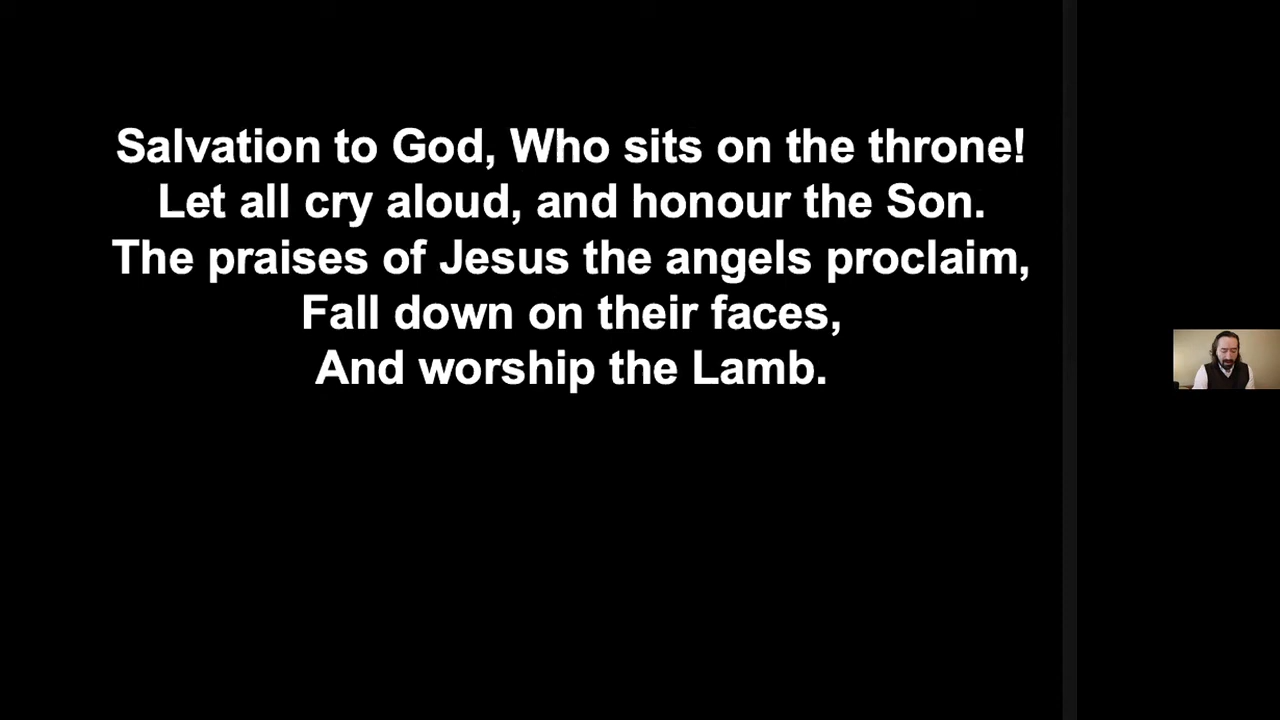 Salvation to God, Who sits on the throne!
Let all cry aloud, and honour the Son.
The praises of Jesus the angels proclaim,
Fall down on their faces,
And worship the Lamb.